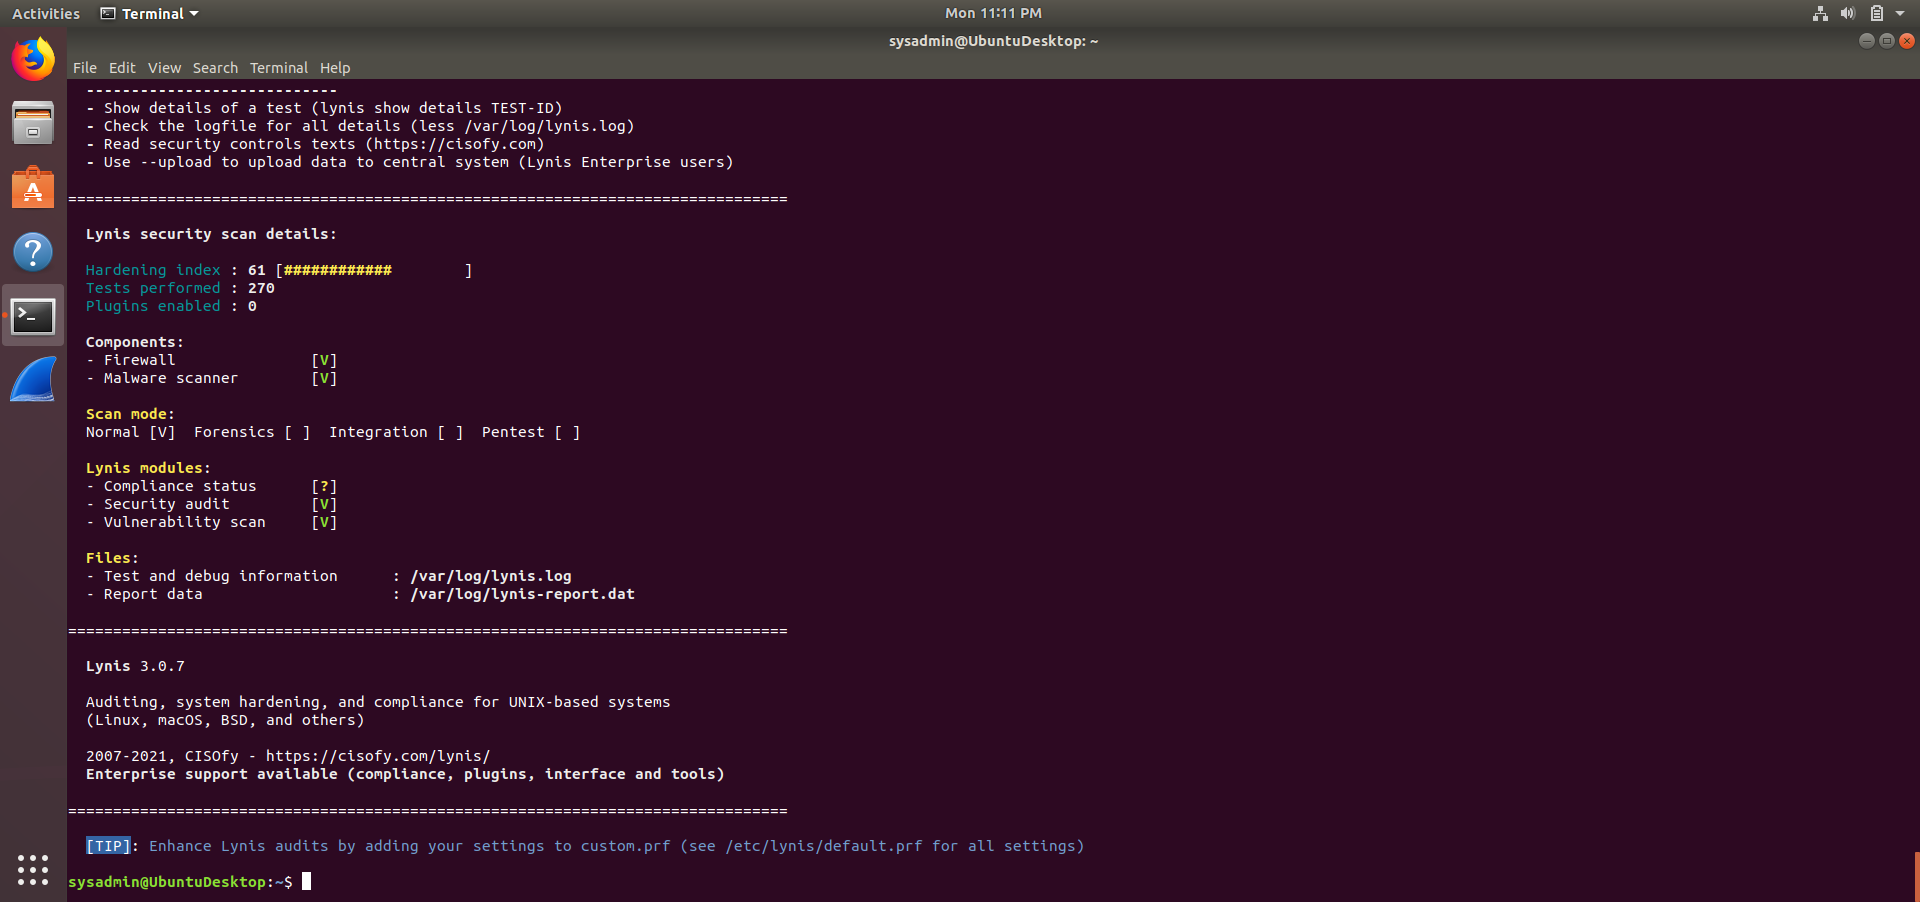 Activities Terminal Mon 11:11 PM
sysadmin@UbuntuDesktop: ~
File Edit View Search Terminal Help
----------------------------
- Show details of a test (lynis show details TEST-ID)
- Check the logfile for all details (less /var/log/lynis.log)
- Read security controls texts (https://cisofy.com)
- Use --upload to upload data to central system (Lynis Enterprise users)
================================================================================
Lynis security scan details:
Hardening index : 61 [############        ]
Tests performed : 270
Plugins enabled : 0
Components:
- Firewall               [V]
- Malware scanner        [V]
Scan mode:
Normal [V]  Forensics [ ]  Integration [ ]  Pentest [ ]
Lynis modules:
- Compliance status      [?]
- Security audit         [V]
- Vulnerability scan     [V]
Files:
- Test and debug information      : /var/log/lynis.log
- Report data                     : /var/log/lynis-report.dat
================================================================================
Lynis 3.0.7
Auditing, system hardening, and compliance for UNIX-based systems
(Linux, macOS, BSD, and others)
2007-2021, CISOfy - https://cisofy.com/lynis/
Enterprise support available (compliance, plugins, interface and tools)
================================================================================
[TIP]: Enhance Lynis audits by adding your settings to custom.prf (see /etc/lynis/default.prf for all settings)
sysadmin@UbuntuDesktop:~$